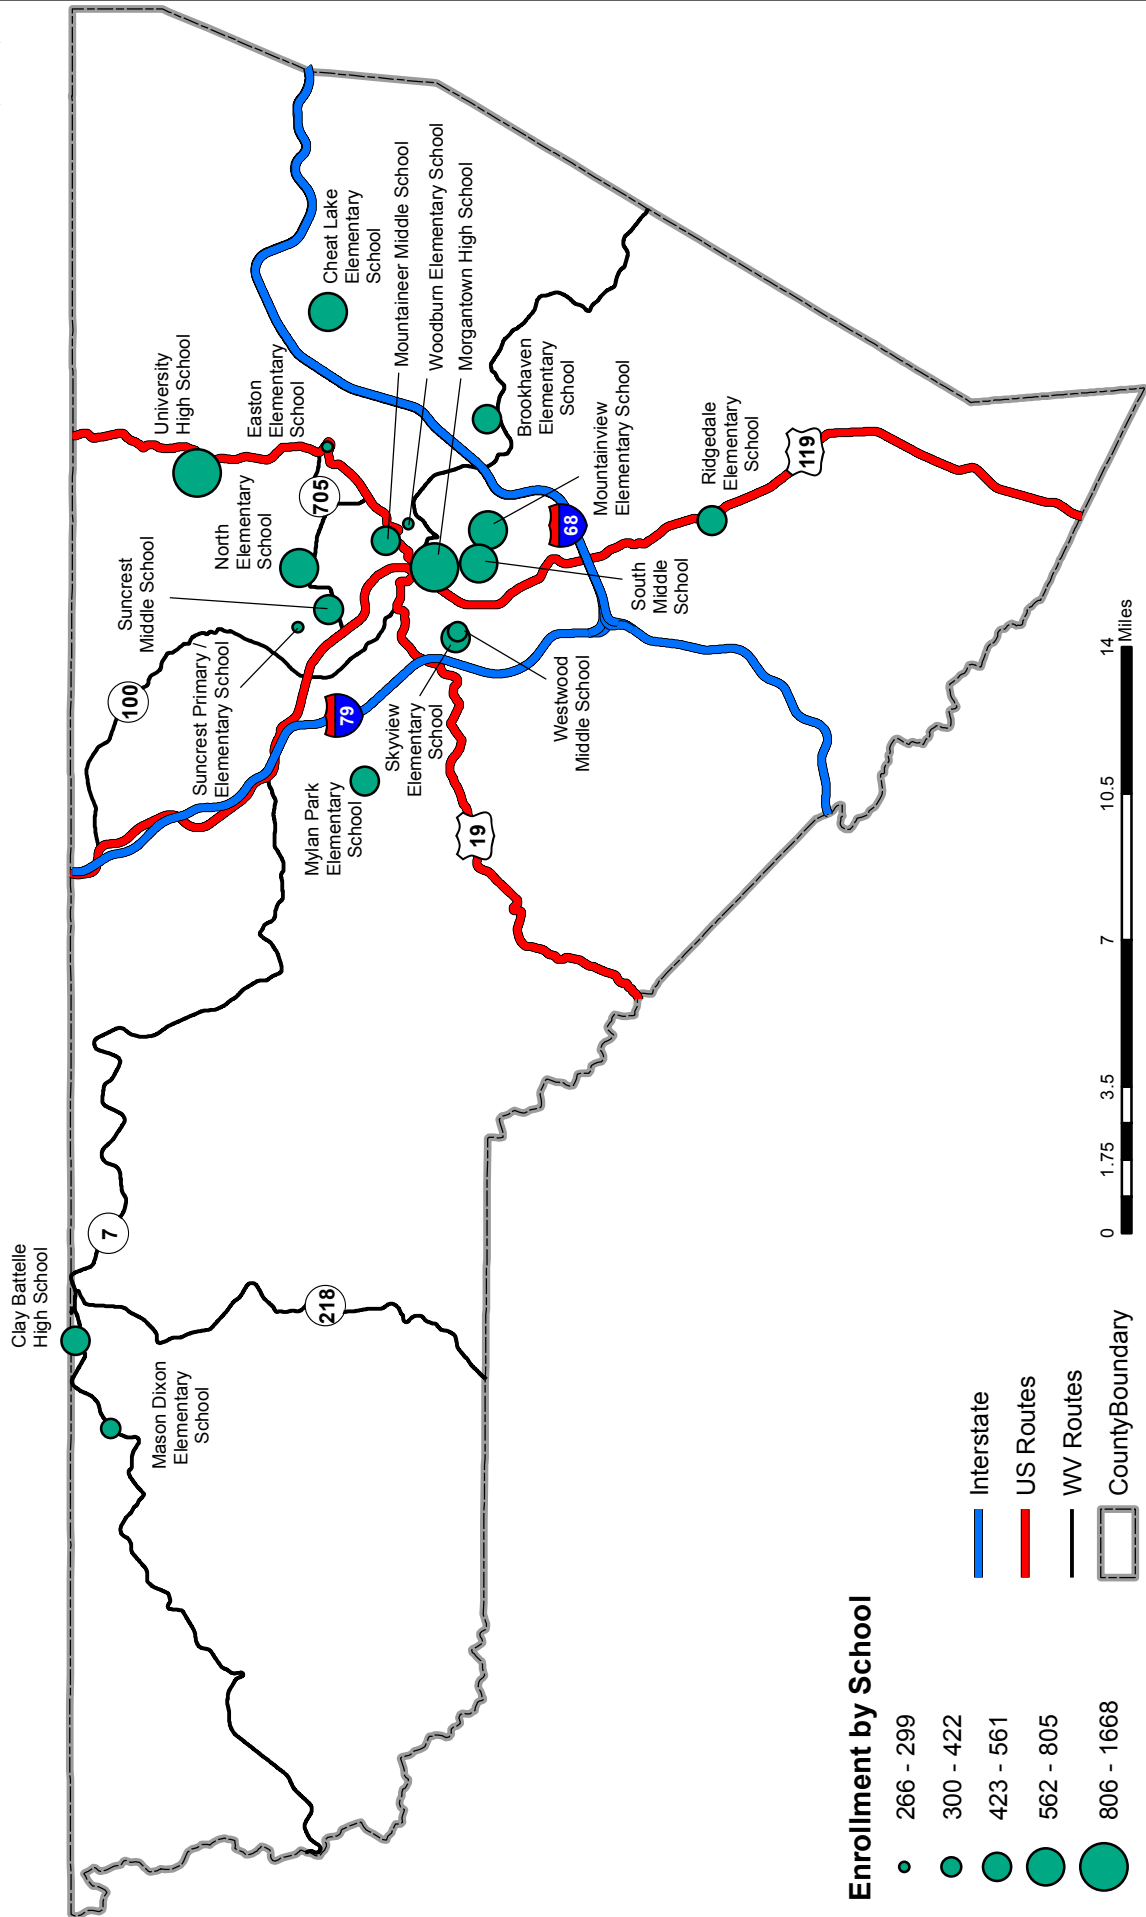 Clay Battelle
High School
Mason Dixon
Elementary
School
7
218
100
Suncrest
Middle School
Suncrest Primary /
Elementary School
North
Elementary
School
University
High School
Easton
Elementary
School
705
Cheat Lake
Elementary
School
Mountaineer Middle School
Woodburn Elementary School
Morgantown High School
Brookhaven
Elementary
School
Mountainview
Elementary School
79
Mylan Park
Elementary
School
Skyview
Elementary
School
Westwood
Middle School
South
Middle
School
68
19
Ridgedale
Elementary
School
119
Enrollment by School
266 - 299
300 - 422
423 - 561
562 - 805
806 - 1668
Interstate
US Routes
WV Routes
CountyBoundary
0 1.75 3.5 7 10.5 14
Miles